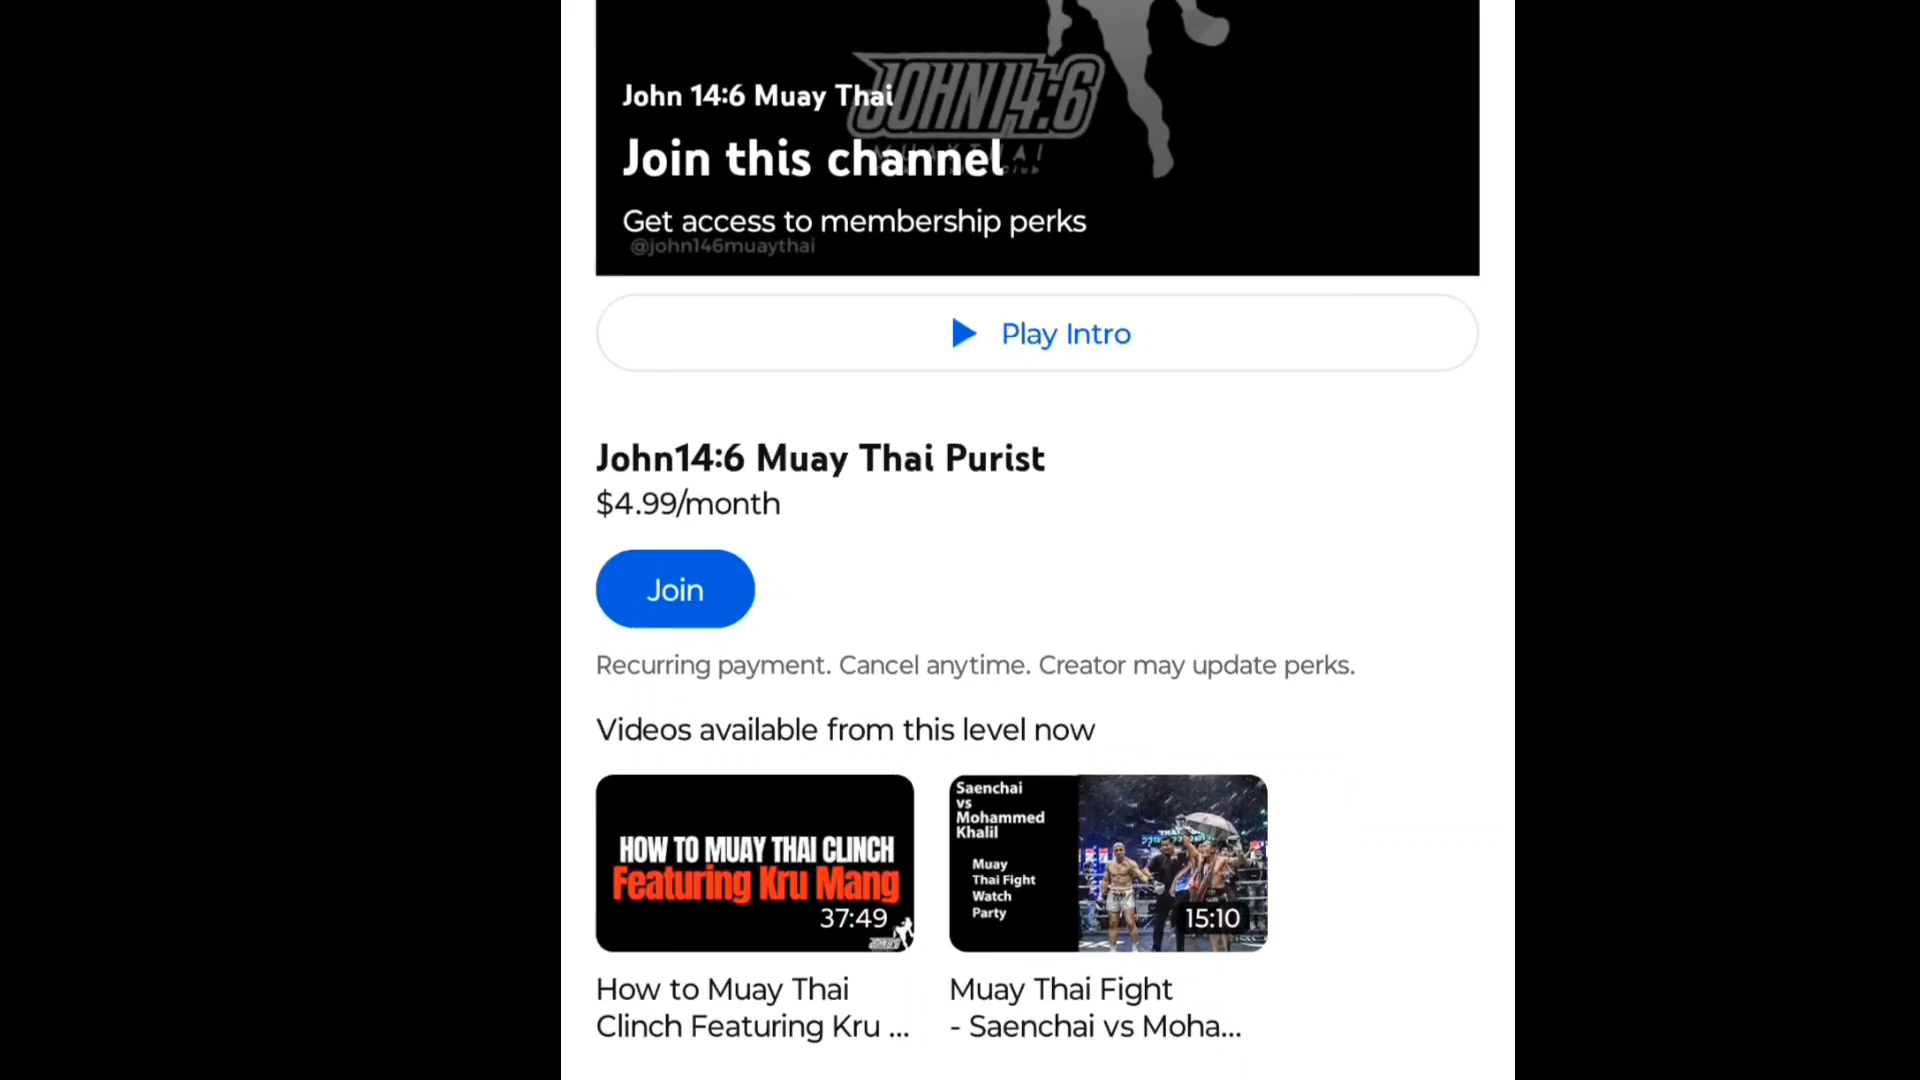 JOHN14:6
John 14:6 Muay Thai
MUAY THAI
Join this channel
Club
Get access to membership perks
@john146muaythai
Play Intro
John14:6 Muay Thai Purist
$4.99/month
Join
Recurring payment. Cancel anytime. Creator may update perks.
Videos available from this level now
HOW TO MUAY THAI CLINCH
Featuring Kru Mang
37:49
Saenchai
vs
Mohammed
Khalil
Muay
Thai Fight
Watch
Party
15:10
How to Muay Thai
Clinch Featuring Kru ...
Muay Thai Fight
- Saenchai vs Moha...